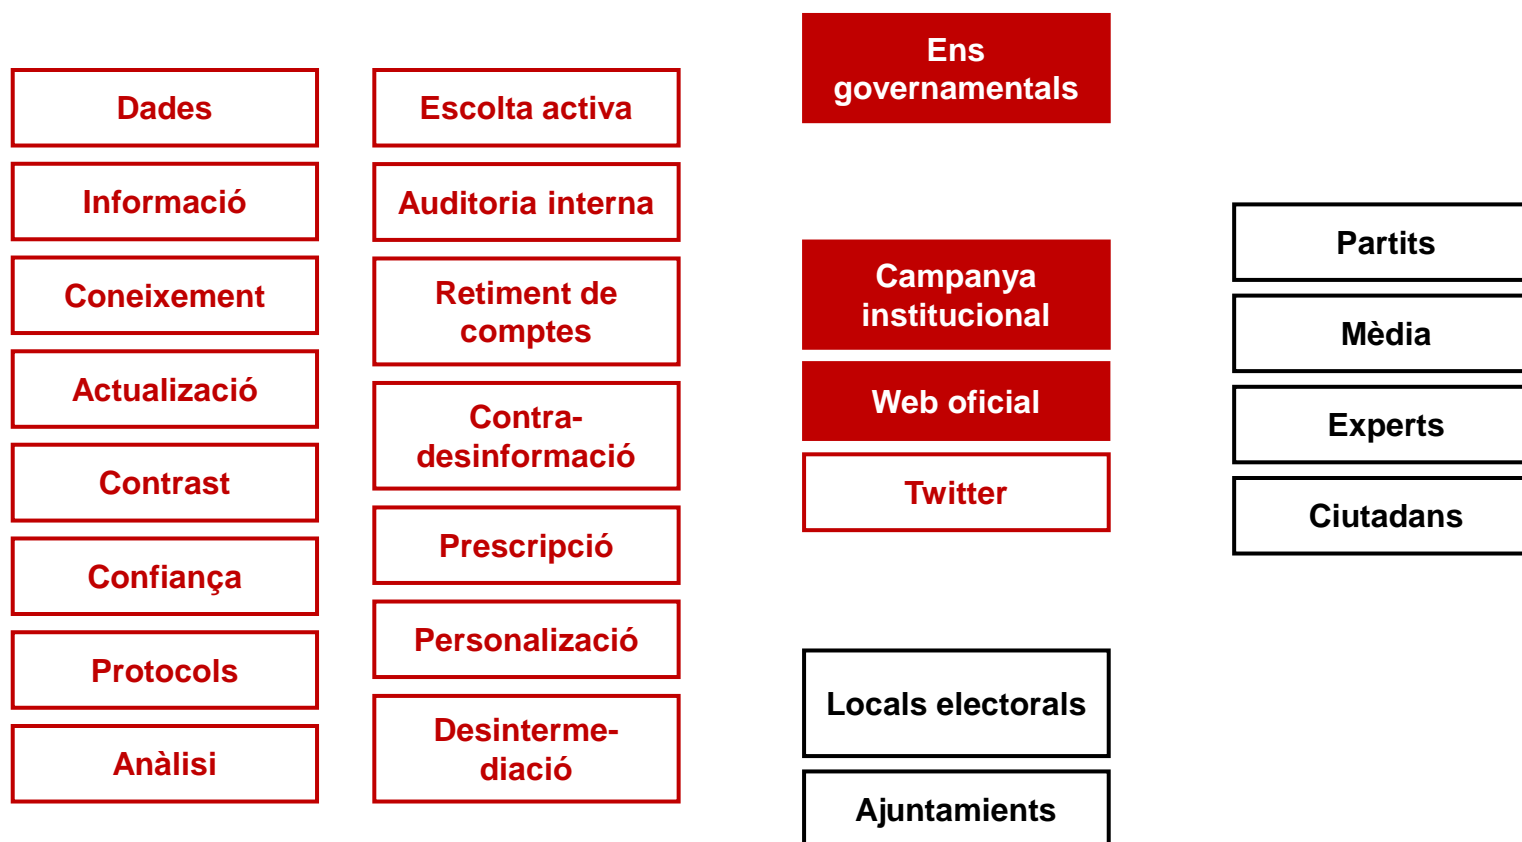 Dades
Informació
Coneixement
Actualizació
Contrast
Confiança
Protocols
Anàlisi
Escolta activa
Auditoria interna
Retiment de
comptes
Contra-
desinformació
Prescripció
Personalizació
Desinterme-
diació
Ens
governamentals
Campanya
institucional
Web oficial
Twitter
Locals electorals
Ajuntamients
Partits
Mèdia
Experts
Ciutadans